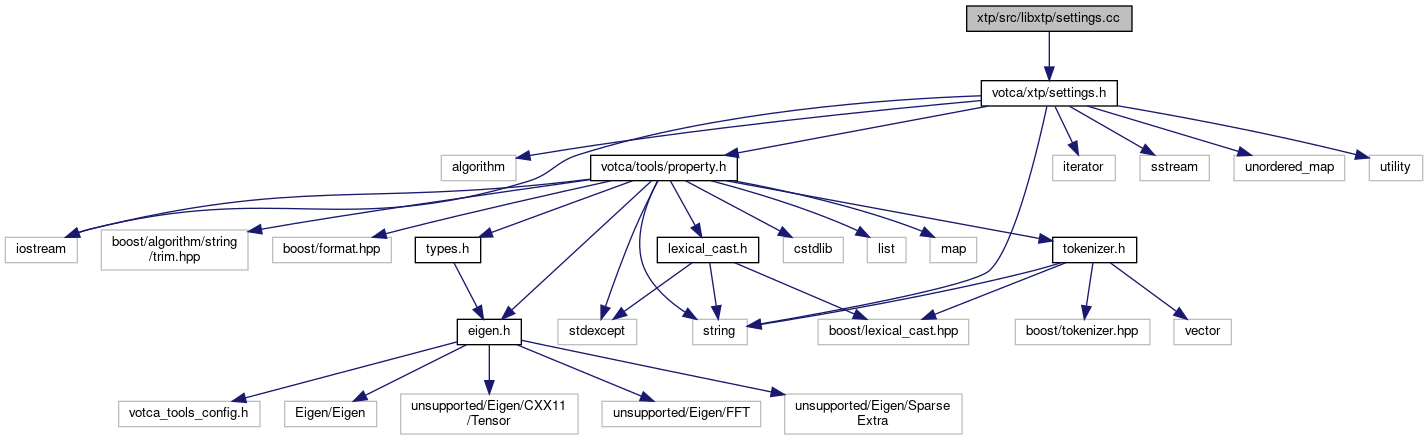 xtp/src/libxtp/settings.cc
votca/xtp/settings.h
algorithm
votca/tools/property.h
iterator
sstream
unordered_map
utility
iostream
boost/algorithm/string
/trim.hpp
boost/format.hpp
types.h
lexical_cast.h
cstdlib
list
map
tokenizer.h
eigen.h
stdexcept
string
boost/lexical_cast.hpp
boost/tokenizer.hpp
vector
votca_tools_config.h
Eigen/Eigen
unsupported/Eigen/CXX11
/Tensor
unsupported/Eigen/FFT
unsupported/Eigen/Sparse
Extra